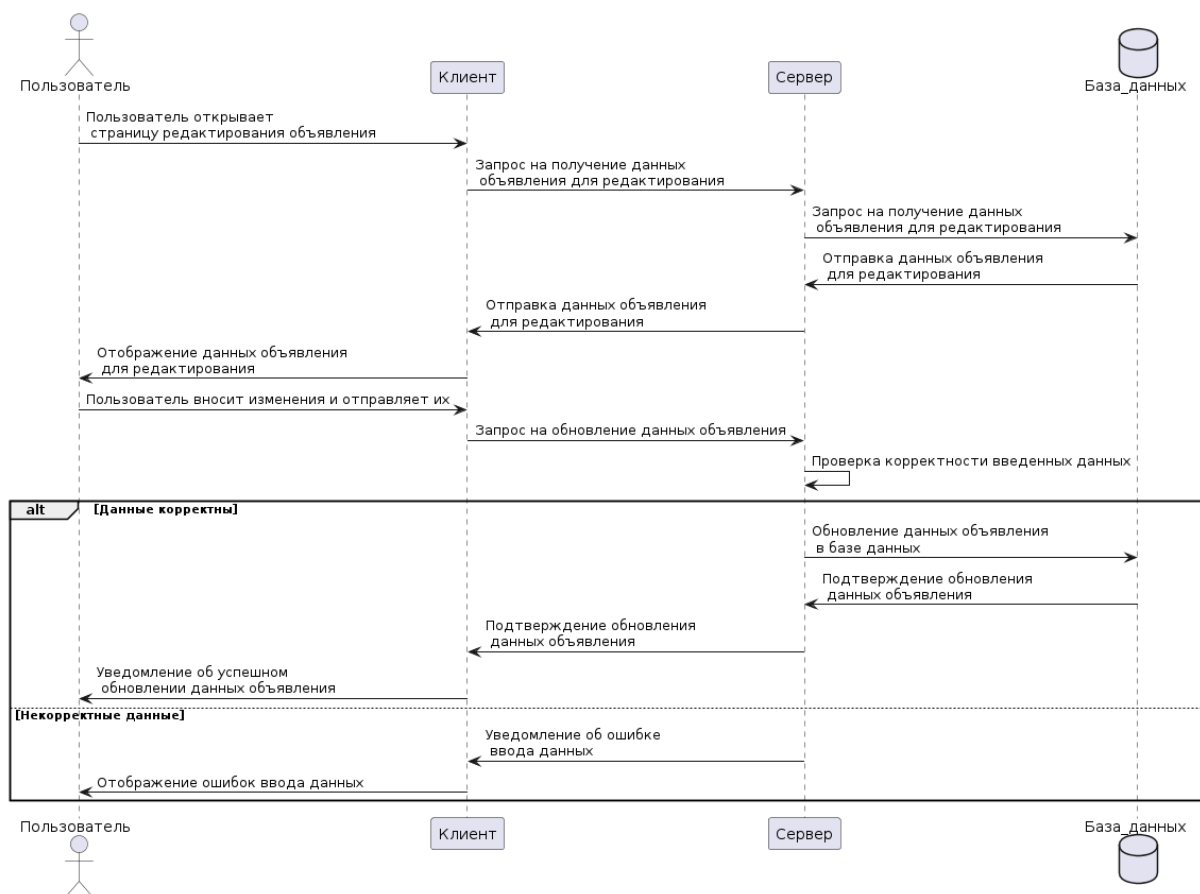 Пользователь
Клиент
Сервер
База_данных
Пользователь открывает
страницу редактирования объявления
Запрос на получение данных
объявления для редактирования
Запрос на получение данных
объявления для редактирования
Отправка данных объявления
для редактирования
Отправка данных объявления
для редактирования
Отображение данных объявления
для редактирования
Пользователь вносит изменения и отправляет их
Запрос на обновление данных объявления
Проверка корректности введенных данных
alt [Данные корректны]
Обновление данных объявления
в базе данных
Подтверждение обновления
данных объявления
Подтверждение обновления
данных объявления
Уведомление об успешном
обновлении данных объявления
[Некорректные данные]
Уведомление об ошибке
ввода данных
Отображение ошибок ввода данных
Пользователь
Клиент
Сервер
База_данных